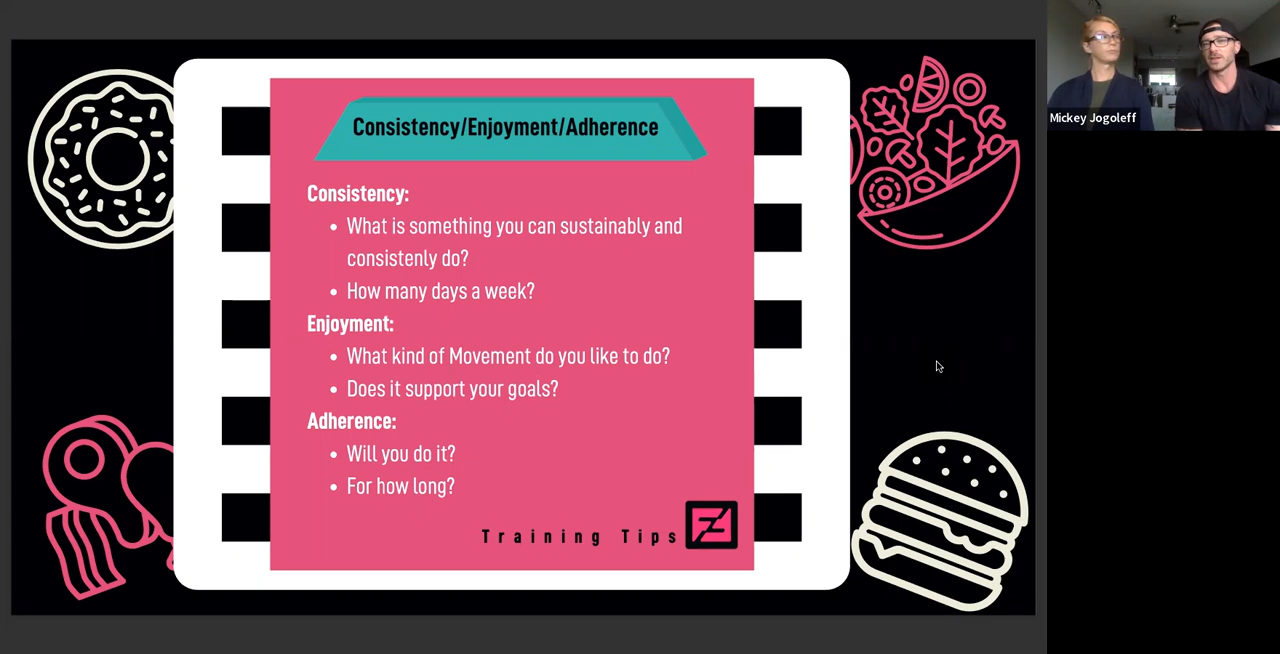 Consistency/Enjoyment/Adherence
Consistency:
• What is something you can sustainably and
consistenly do?
• How many days a week?
Enjoyment:
• What kind of Movement do you like to do?
• Does it support your goals?
Adherence:
• Will you do it?
• For how long?
Training Tips
Mickey Jogoleff